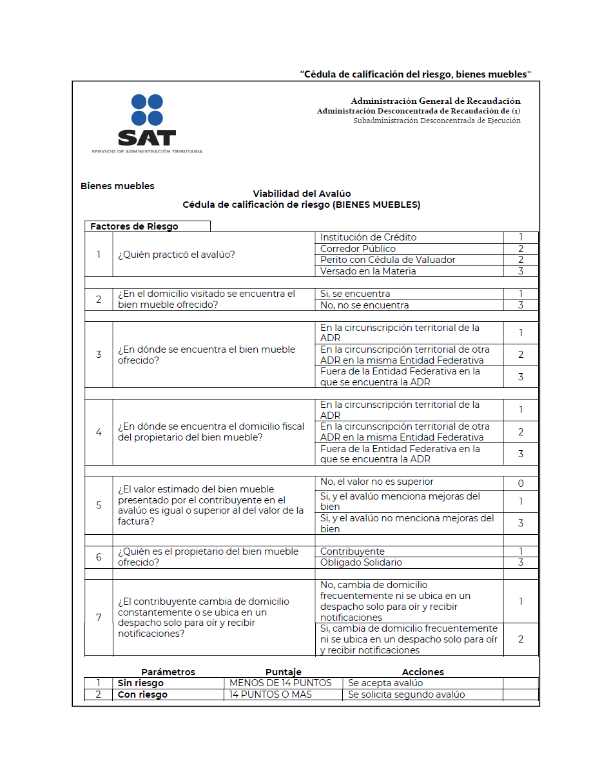 "Cédula de calificación del riesgo, bienes muebles"
SAT
SERVICIO DE ADMINISTRACIÓN TRIBUTARIA
Administración General de Recaudación
Administración Desconcentrada de Recaudación de (1)
Subadministración Desconcentrada de Ejecución
Bienes muebles
Viabilidad del Avalúo
Cédula de calificación de riesgo (BIENES MUEBLES)
Factores de Riesgo
1
¿Quién practicó el avalúo?
Institución de Crédito 1
Corredor Público 2
Perito con Cédula de Valuador 2
Versado en la Materia 3
2
¿En el domicilio visitado se encuentra el
bien mueble ofrecido?
Si, se encuentra 1
No, no se encuentra 3
3
¿En dónde se encuentra el bien mueble
ofrecido?
En la circunscripción territorial de la
ADR
1
En la circunscripción territorial de otra
ADR en la misma Entidad Federativa
2
Fuera de la Entidad Federativa en la
que se encuentra la ADR
3
4
¿En dónde se encuentra el domicilio fiscal
del propietario del bien mueble?
En la circunscripción territorial de la
ADR
1
En la circunscripción territorial de otra
ADR en la misma Entidad Federativa
2
Fuera de la Entidad Federativa en la
que se encuentra la ADR
3
5
¿El valor estimado del bien mueble
presentado por el contribuyente en el
avalúo es igual o superior al del valor de la
factura?
No, el valor no es superior 0
Si, y el avalúo menciona mejoras del
bien
1
Si, y el avalúo no menciona mejoras del
bien
3
6
¿Quién es el propietario del bien mueble
ofrecido?
Contribuyente 1
Obligado Solidario 3
7
¿El contribuyente cambia de domicilio
constantemente o se ubica en un
despacho solo para oír y recibir
notificaciones?
No, cambia de domicilio
frecuentemente ni se ubica en un
despacho solo para oír y recibir
notificaciones
1
Si, cambia de domicilio frecuentemente
ni se ubica en un despacho solo para oír
y recibir notificaciones
2
Parámetros Puntaje Acciones
1 Sin riesgo MENOS DE 14 PUNTOS Se acepta avalúo
2 Con riesgo 14 PUNTOS O MAS Se solicita segundo avalúo